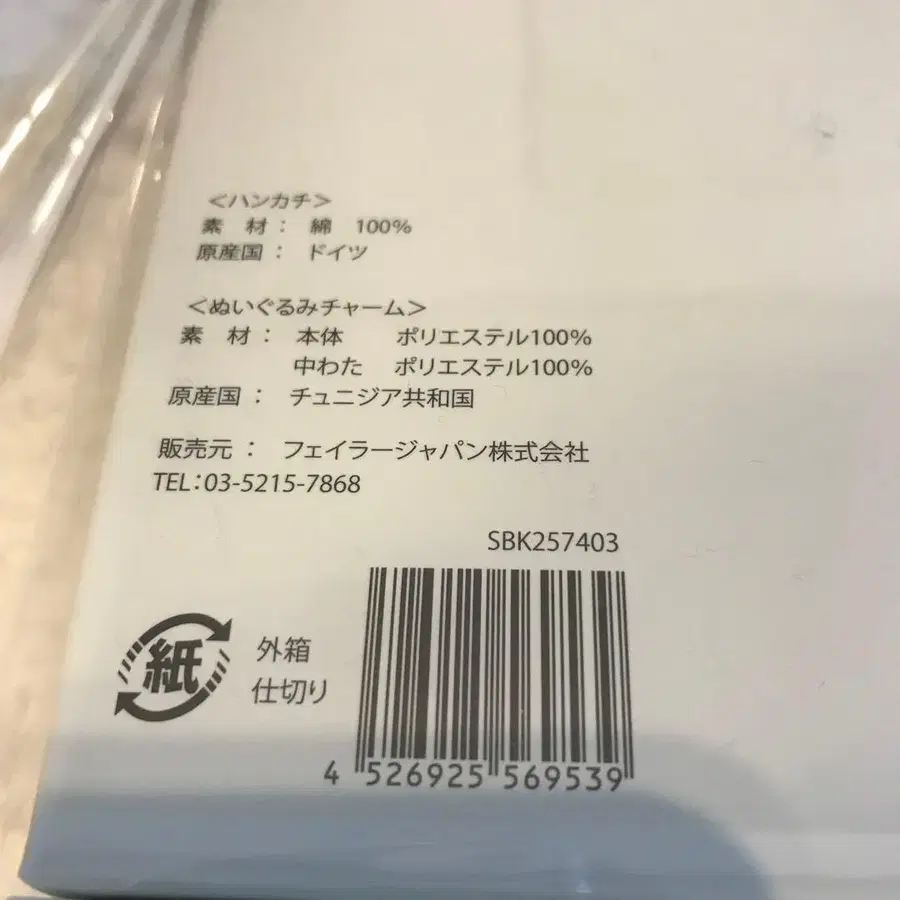 ＜ハンカチ＞
素　材：　綿　100%
原産国：　ドイツ
＜ぬいぐるみチャーム＞
素　材：　本体　　ポリエステル100%
中わた　ポリエステル100%
原産国：　チュニジア共和国
販売元：　フェイラージャパン株式会社
TEL：03-5215-7868
SBK257403
紙
外箱
仕切り
4 526925 569539